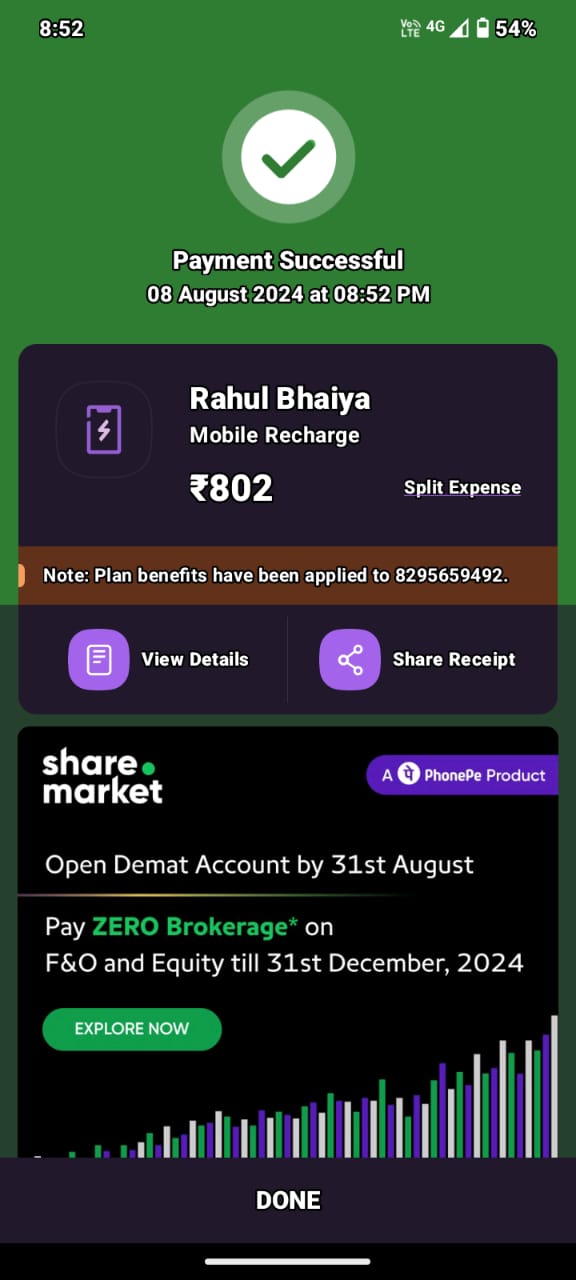 8:52
Vo)) LTE 4G 54%
Payment Successful
08 August 2024 at 08:52 PM
Rahul Bhaiya
Mobile Recharge
₹802
Split Expense
Note: Plan benefits have been applied to 8295659492.
View Details
Share Receipt
share.market
A पे PhonePe Product
Open Demat Account by 31st August
Pay ZERO Brokerage* on
F&O and Equity till 31st December, 2024
EXPLORE NOW
DONE